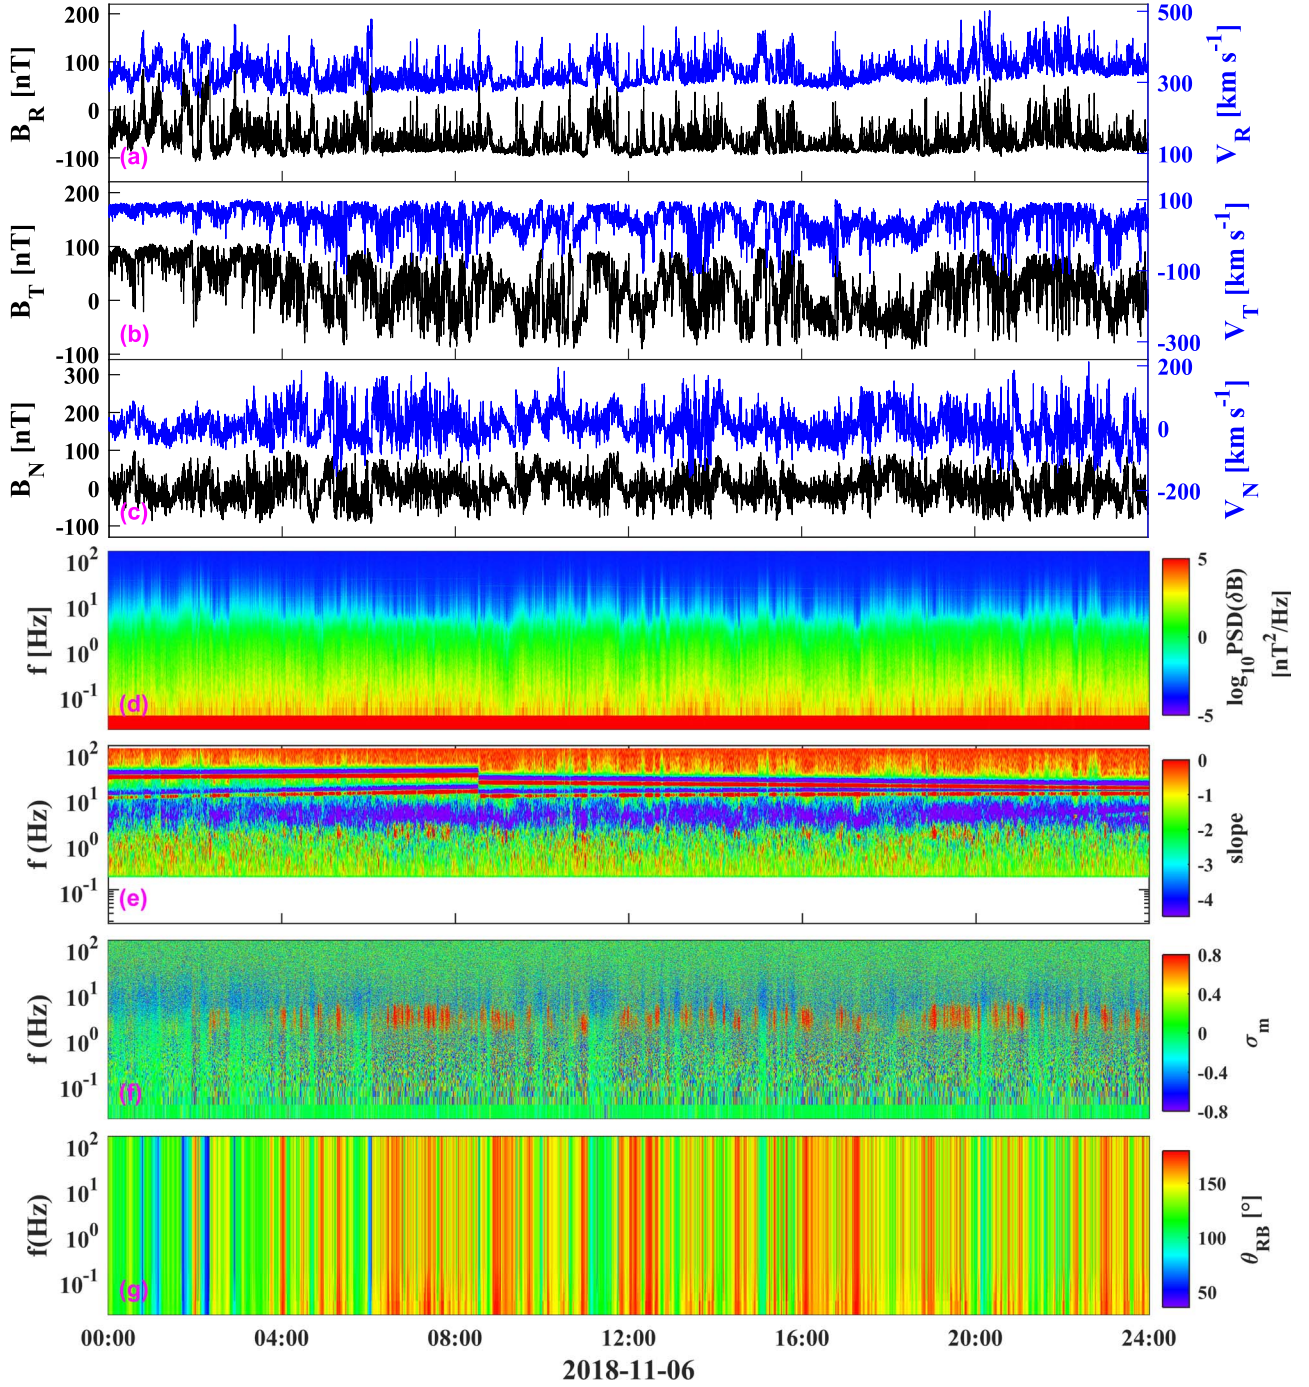 200
100
0
-100
B_R [nT]
(a)
500
300
100
V_R [km s^-1]
200
100
0
-100
B_T [nT]
(b)
100
-100
-300
V_T [km s^-1]
300
200
100
0
-100
B_N [nT]
(c)
200
0
-200
V_N [km s^-1]
10^2
10^1
10^0
10^-1
f [Hz]
(d)
5
0
-5
log_10PSD(δB)
[nT^2/Hz]
10^2
10^1
10^0
10^-1
f (Hz)
(e)
0
-1
-2
-3
-4
slope
10^2
10^1
10^0
10^-1
f (Hz)
(f)
0.8
0.4
0
-0.4
-0.8
σ_m
10^2
10^1
10^0
10^-1
f(Hz)
(g)
150
100
50
θ_RB [°]
00:00 04:00 08:00 12:00 16:00 20:00 24:00
2018-11-06